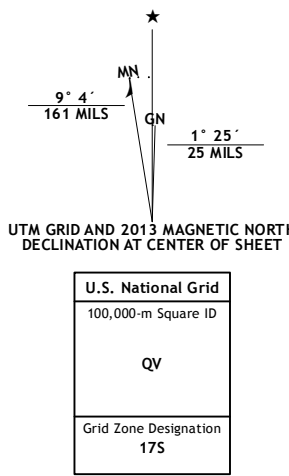 ★
MN
9° 4´
161 MILS
GN
1° 25´
25 MILS
UTM GRID AND 2013 MAGNETIC NORTH
DECLINATION AT CENTER OF SHEET
U.S. National Grid
100,000-m Square ID
QV
Grid Zone Designation
17S